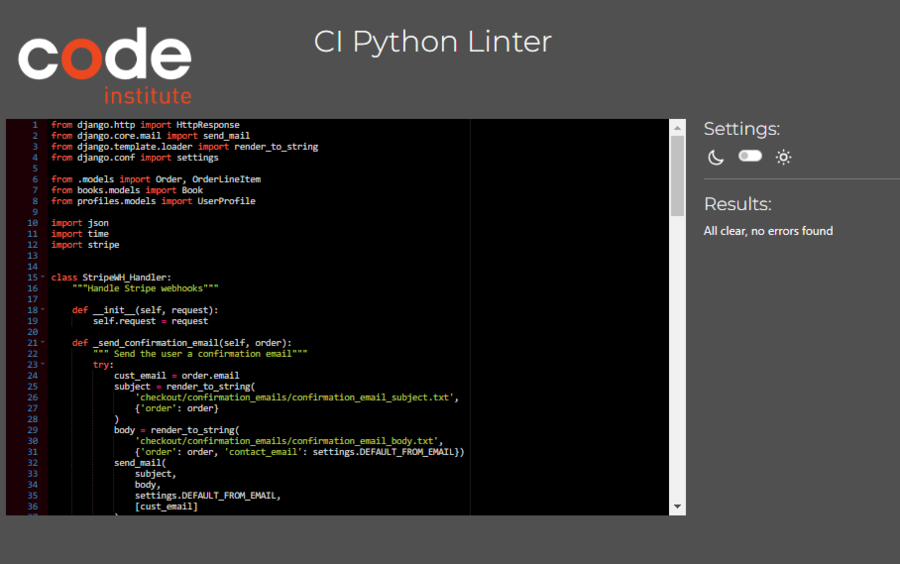 code
institute
CI Python Linter
1 from django.http import HttpResponse
2 from django.core.mail import send_mail
3 from django.template.loader import render_to_string
4 from django.conf import settings
5
6 from .models import Order, OrderLineItem
7 from books.models import Book
8 from profiles.models import UserProfile
9
10 import json
11 import time
12 import stripe
13
14
15 class StripeWH_Handler:
16     """Handle Stripe webhooks"""
17
18     def __init__(self, request):
19         self.request = request
20
21     def _send_confirmation_email(self, order):
22         """ Send the user a confirmation email"""
23         try:
24             cust_email = order.email
25             subject = render_to_string(
26                 'checkout/confirmation_emails/confirmation_email_subject.txt',
27                 {'order': order}
28             )
29             body = render_to_string(
30                 'checkout/confirmation_emails/confirmation_email_body.txt',
31                 {'order': order, 'contact_email': settings.DEFAULT_FROM_EMAIL})
32             send_mail(
33                 subject,
34                 body,
35                 settings.DEFAULT_FROM_EMAIL,
36                 [cust_email]
Settings:
Results:
All clear, no errors found